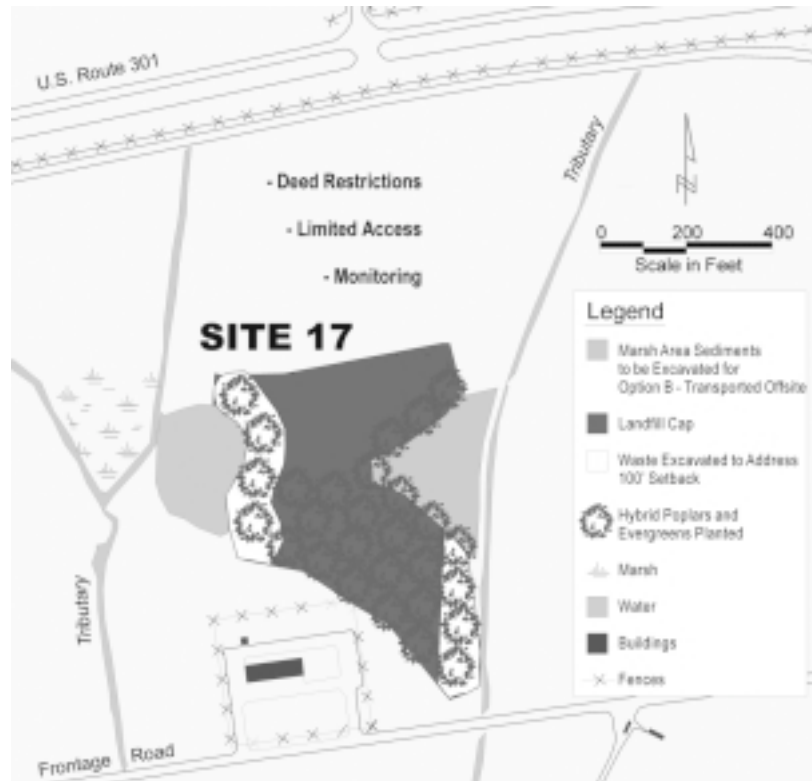 U.S. Route 301
Tributary
- Deed Restrictions
- Limited Access
- Monitoring
N
0 200 400
Scale in Feet
SITE 17
Legend
Marsh Area Sediments
to be Excavated for
Option B - Transported Offsite
Landfill Cap
Waste Excavated to Address
100' Setback
Hybrid Poplars and
Evergreens Planted
Marsh
Water
Buildings
Fences
Tributary
Frontage Road